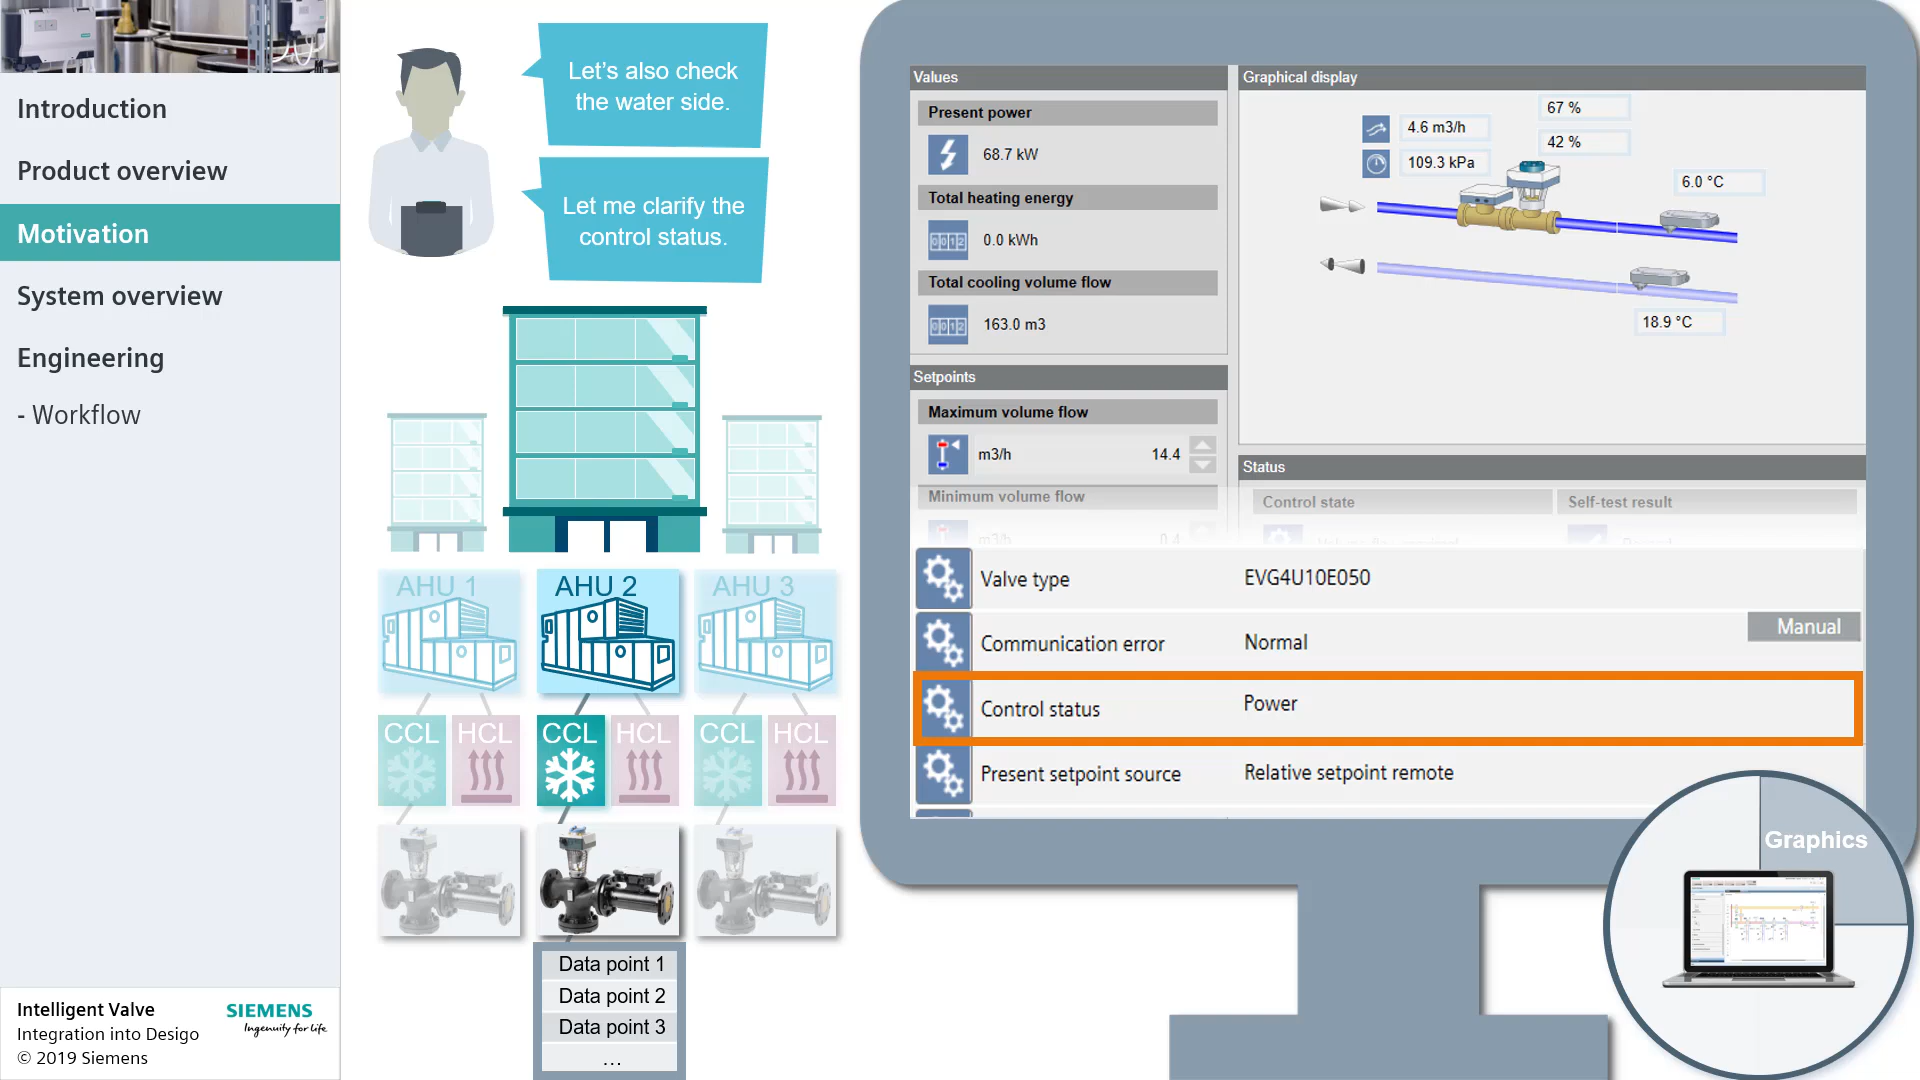 Introduction
Product overview
Motivation
System overview
Engineering
- Workflow
Intelligent Valve
Integration into Desigo
© 2019 Siemens
SIEMENS
Ingenuity for life
Let's also check
the water side.
Let me clarify the
control status.
AHU 1
AHU 2
AHU 3
CCL
HCL
CCL
HCL
CCL
HCL
Data point 1
Data point 2
Data point 3
...
Values
Present power
68.7 kW
Total heating energy
0012
0.0 kWh
Total cooling volume flow
0012
163.0 m3
Setpoints
Maximum volume flow
m3/h
14.4
Minimum volume flow
m3/h
0.4
Graphical display
67 %
4.6 m3/h
42 %
109.3 kPa
6.0 °C
18.9 °C
Status
Control state
Self-test result
Valve type
EVG4U10E050
Communication error
Normal
Manual
Control status
Power
Present setpoint source
Relative setpoint remote
Graphics